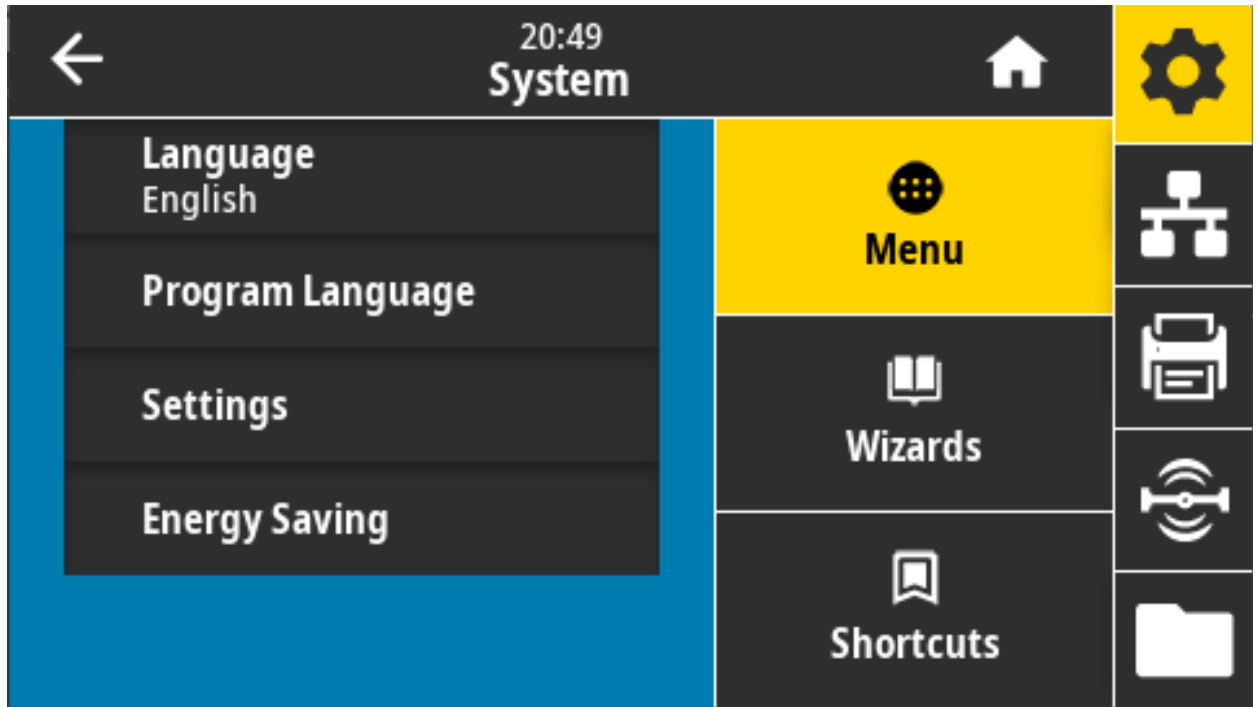 20:49
System
Language
English
Program Language
Settings
Energy Saving
Menu
Wizards
Shortcuts